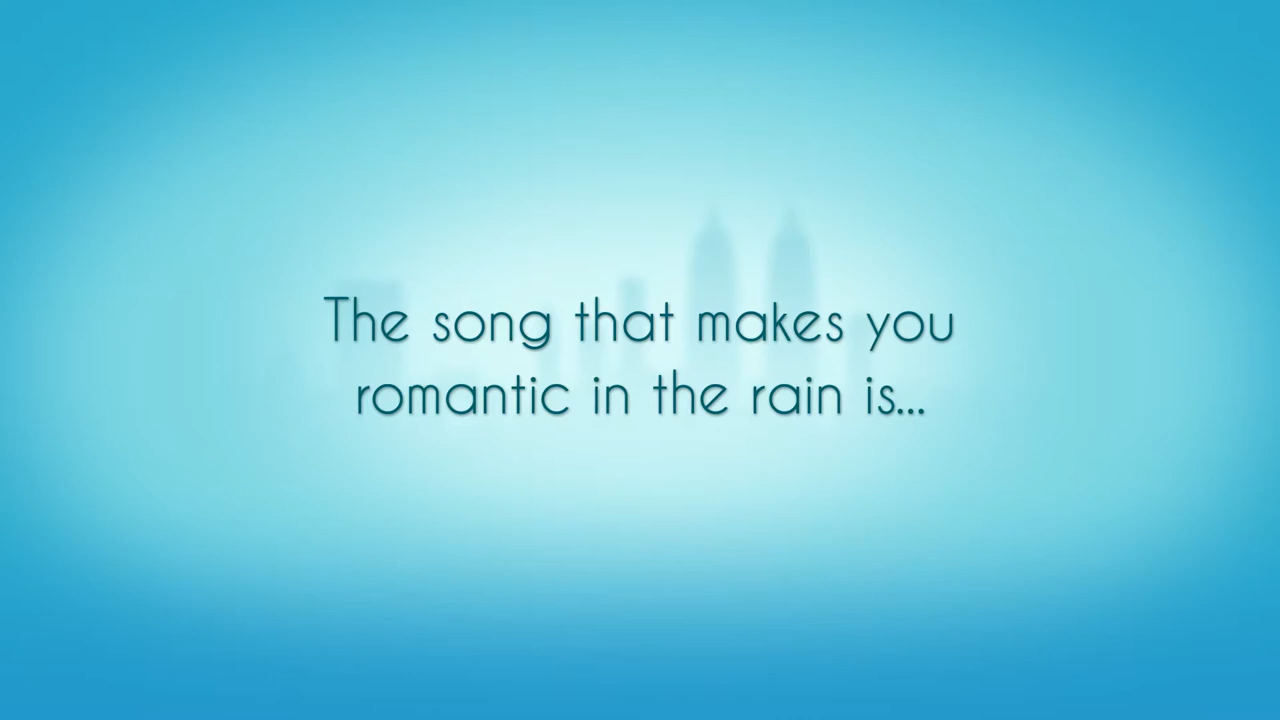 The song that makes you
romantic in the rain is...